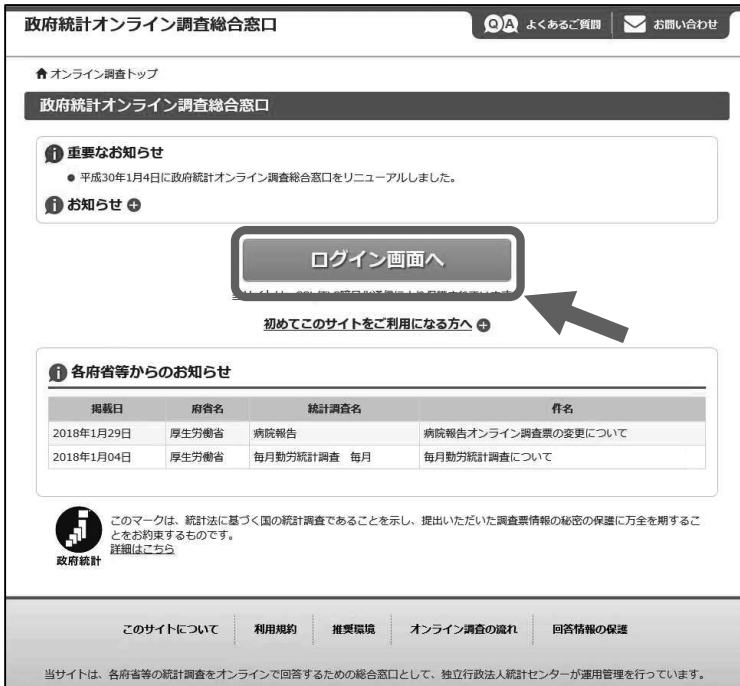 政府統計オンライン調査総合窓口
QA よくあるご質問
お問い合わせ
オンライン調査トップ
政府統計オンライン調査総合窓口
重要なお知らせ
● 平成30年1月4日に政府統計オンライン調査総合窓口をリニューアルしました。
お知らせ
ログイン画面へ
初めてこのサイトをご利用になる方へ
各府省等からのお知らせ
掲載日 府省名 統計調査名 件名
2018年1月29日 厚生労働省 病院報告 病院報告オンライン調査票の変更について
2018年1月04日 厚生労働省 毎月勤労統計調査 毎月 毎月勤労統計調査について
このマークは、統計法に基づく国の統計調査であることを示し、提出いただいた調査票情報の秘密の保護に万全を期するこ
とをお約束するものです。
詳細はこちら
政府統計
このサイトについて 利用規約 推奨環境 オンライン調査の流れ 回答情報の保護
当サイトは、各府省等の統計調査をオンラインで回答するための総合窓口として、独立行政法人統計センターが運用管理を行っています。